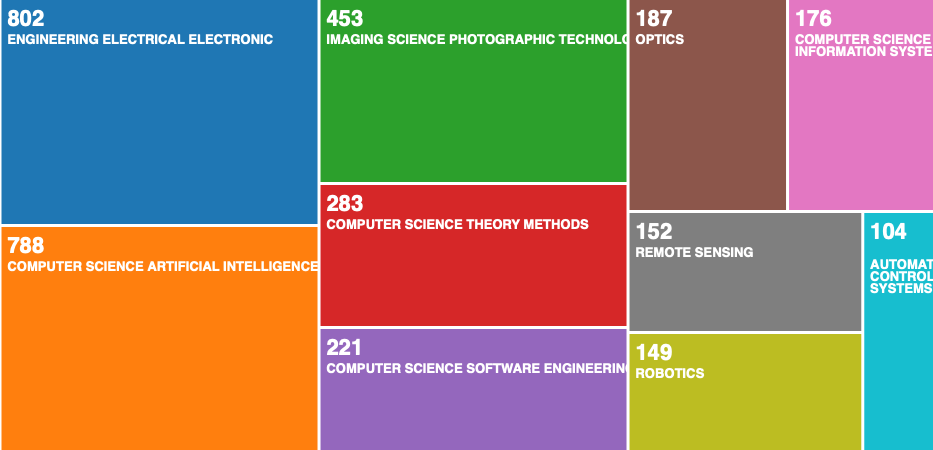 802
ENGINEERING ELECTRICAL ELECTRONIC
453
IMAGING SCIENCE PHOTOGRAPHIC TECHNOLO
187
OPTICS
176
COMPUTER SCIENCE
INFORMATION SYSTE
788
COMPUTER SCIENCE ARTIFICIAL INTELLIGENCE
283
COMPUTER SCIENCE THEORY METHODS
221
COMPUTER SCIENCE SOFTWARE ENGINEERIN
152
REMOTE SENSING
149
ROBOTICS
104
AUTOMAT
CONTROL
SYSTEMS